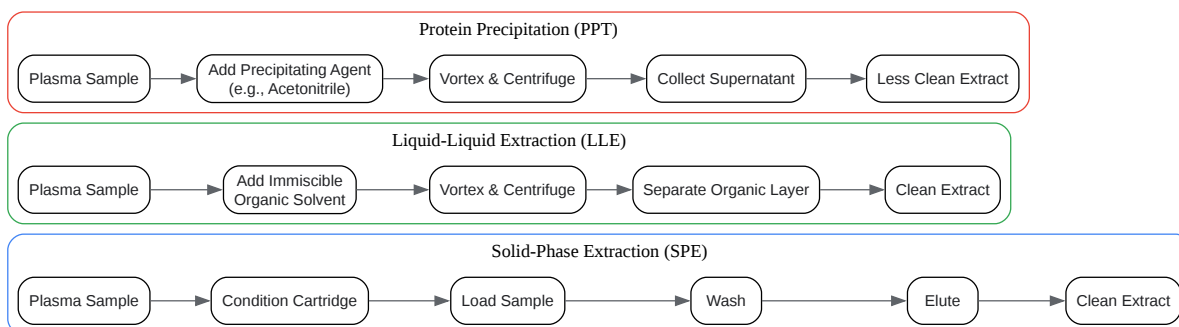 Protein Precipitation (PPT)
Plasma Sample
Add Precipitating Agent
(e.g., Acetonitrile)
Vortex & Centrifuge
Collect Supernatant
Less Clean Extract
Liquid-Liquid Extraction (LLE)
Plasma Sample
Add Immiscible
Organic Solvent
Vortex & Centrifuge
Separate Organic Layer
Clean Extract
Solid-Phase Extraction (SPE)
Plasma Sample
Condition Cartridge
Load Sample
Wash
Elute
Clean Extract